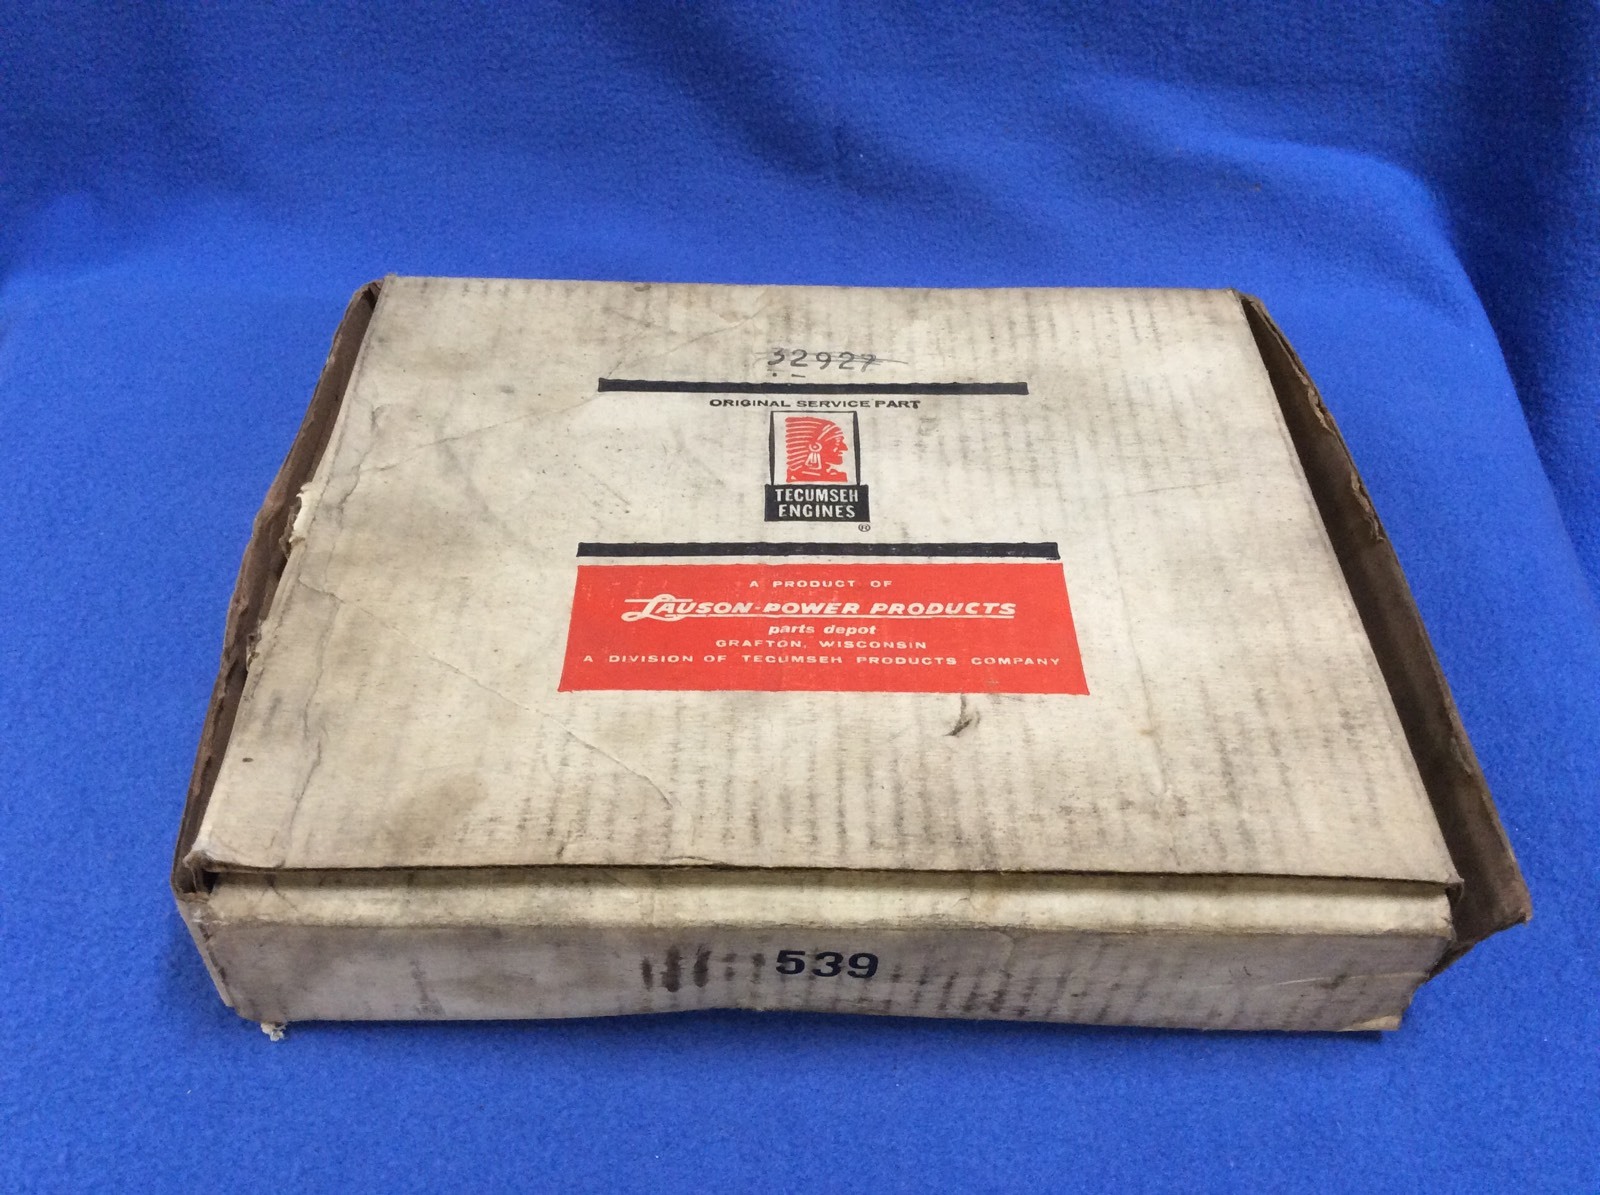 32927
ORIGINAL SERVICE PART
TECUMSEH
ENGINES
®
A PRODUCT OF
LAUSON-POWER PRODUCTS
parts depot
GRAFTON, WISCONSIN
A DIVISION OF TECUMSEH PRODUCTS COMPANY
539